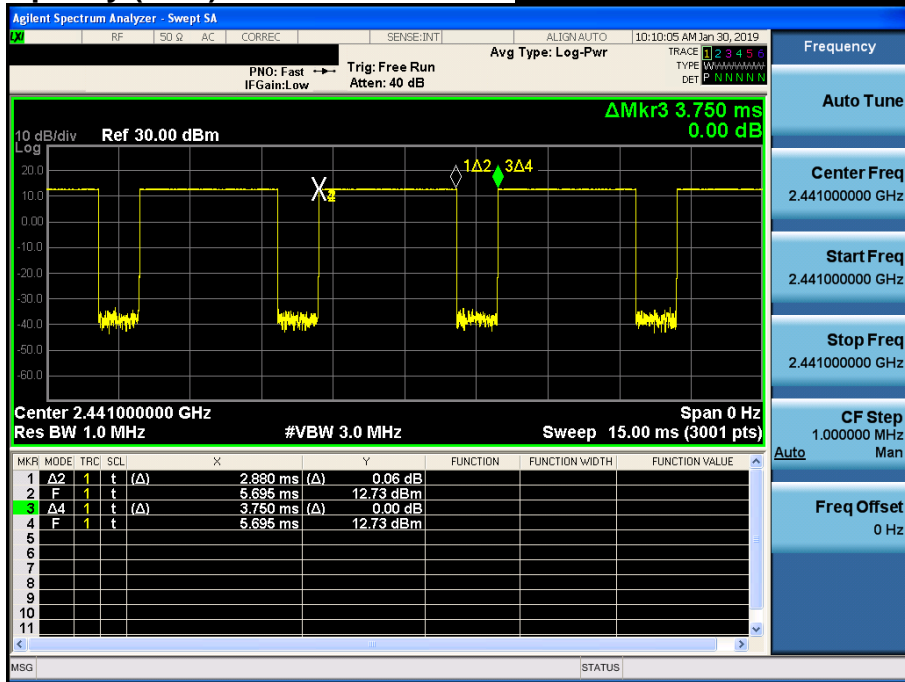 Agilent Spectrum Analyzer - Swept SA
LXI RF 50 Ω AC CORREC SENSE:INT ALIGNAUTO 10:10:05 AM Jan 30, 2019
Avg Type: Log-Pwr TRACE 1 2 3 4 5 6
PNO: Fast Trig: Free Run TYPE
IFGain:Low Atten: 40 dB DET P N N N N N
Frequency
Auto Tune
ΔMkr3 3.750 ms
0.00 dB
10 dB/div Ref 30.00 dBm
Log
20.0
10.0
0.00
-10.0
-20.0
-30.0
-40.0
-50.0
-60.0
1Δ2 3Δ4
Center Freq
2.441000000 GHz
Start Freq
2.441000000 GHz
Stop Freq
2.441000000 GHz
CF Step
1.000000 MHz
Auto Man
Freq Offset
0 Hz
Center 2.441000000 GHz Span 0 Hz
Res BW 1.0 MHz #VBW 3.0 MHz Sweep 15.00 ms (3001 pts)
MKR MODE TRC SCL X Y FUNCTION FUNCTION WIDTH FUNCTION VALUE
1 Δ2 1 t (Δ) 2.880 ms (Δ) 0.06 dB
2 F 1 t 5.695 ms 12.73 dBm
3 Δ4 1 t (Δ) 3.750 ms (Δ) 0.00 dB
4 F 1 t 5.695 ms 12.73 dBm
5
6
7
8
9
10
11
MSG STATUS